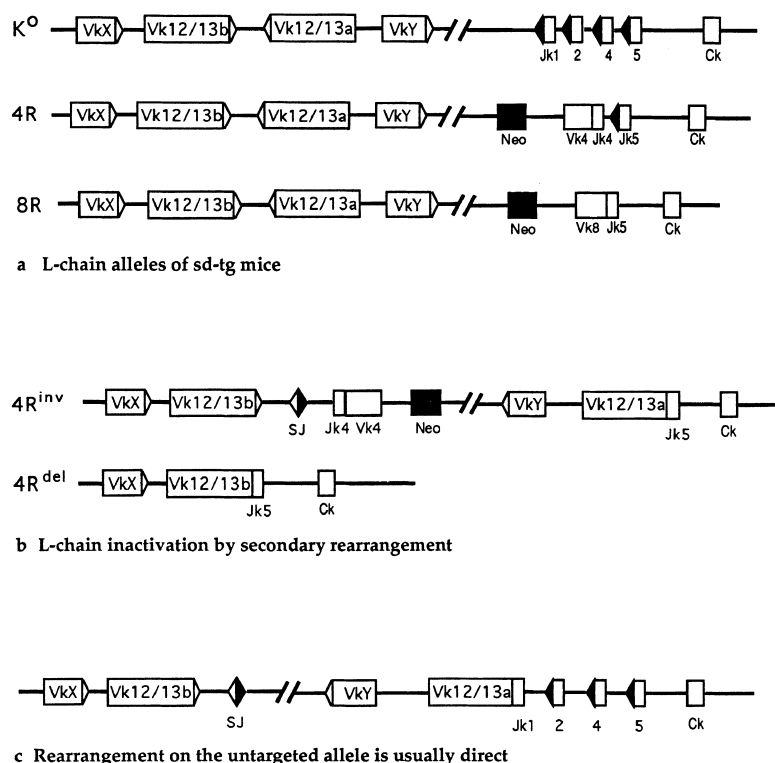 K⁰ VkX Vk12/13b Vk12/13a VkY
Jk1 2 4 5 Ck
4R VkX Vk12/13b Vk12/13a VkY
Neo Vk4 Jk4 Jk5 Ck
8R VkX Vk12/13b Vk12/13a VkY
Neo Vk8 Jk5 Ck
a L-chain alleles of sd-tg mice
4R inv VkX Vk12/13b VkY Vk12/13a
SJ Jk4 Vk4 Neo Jk5 Ck
4R del VkX Vk12/13b
Jk5 Ck
b L-chain inactivation by secondary rearrangement
VkX Vk12/13b VkY Vk12/13a
SJ Jk1 2 4 5 Ck
c Rearrangement on the untargeted allele is usually direct